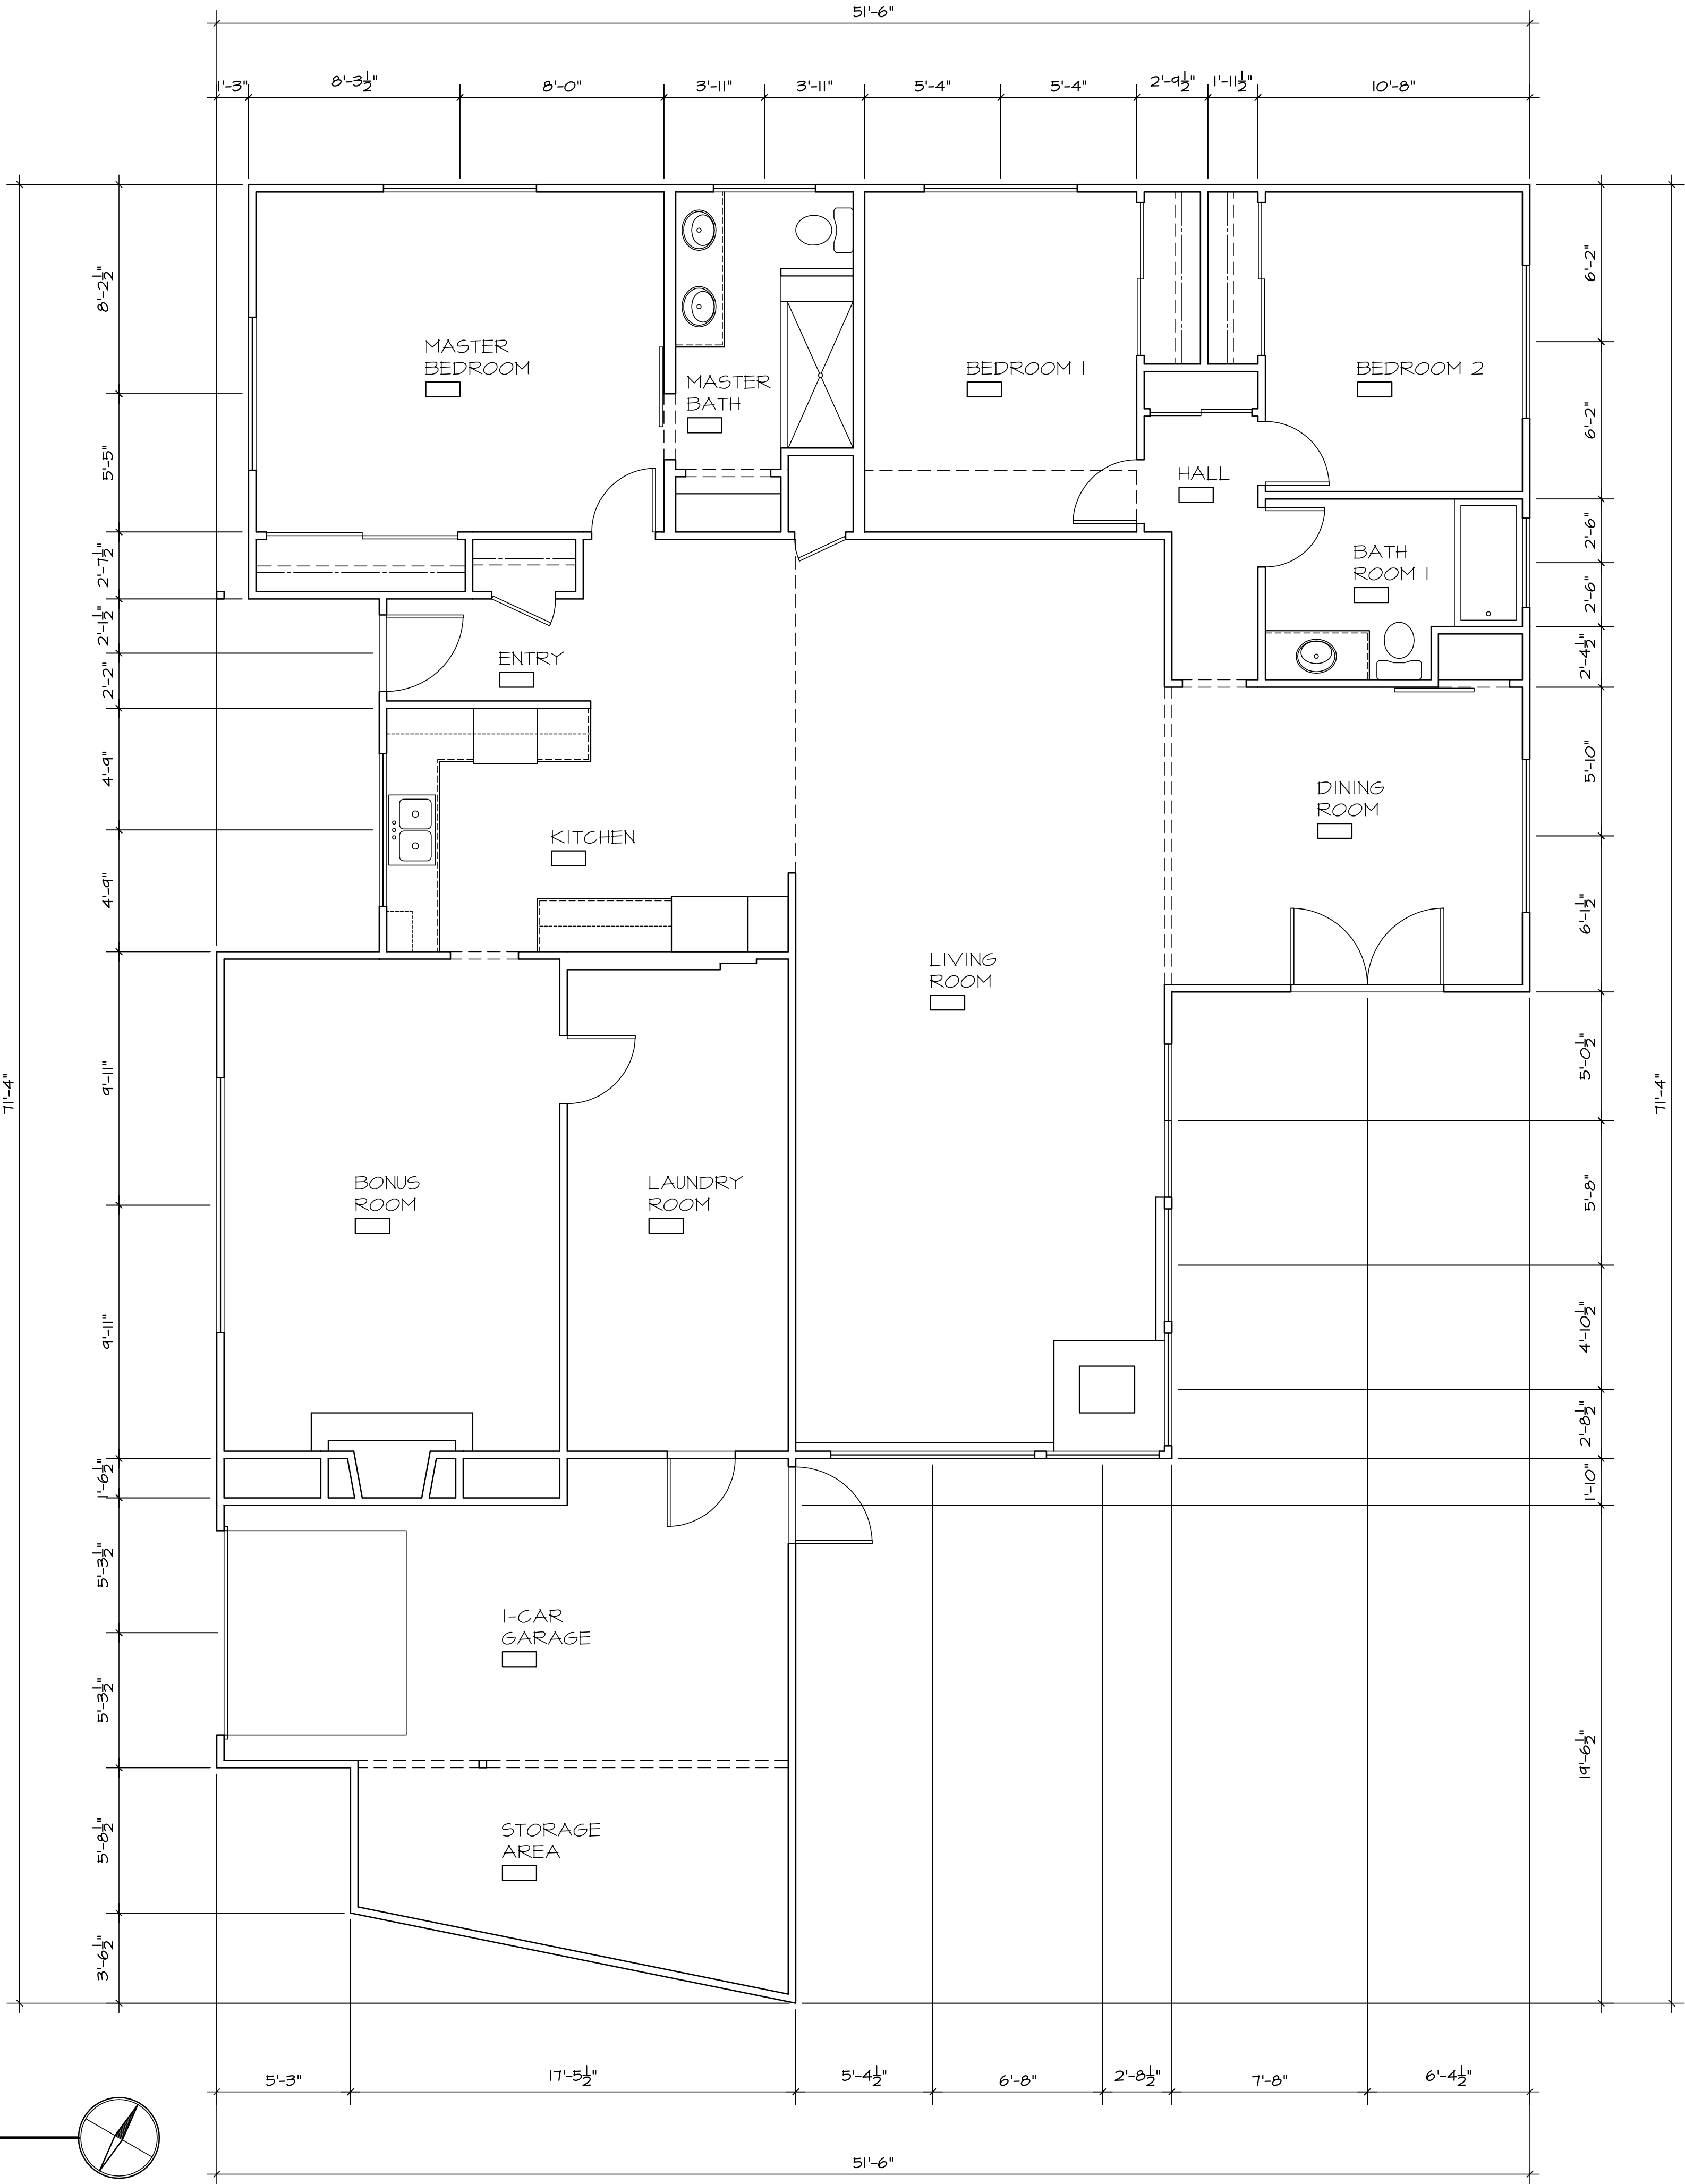 51'-6"
1'-3" 8'-3½" 8'-0" 3'-11" 3'-11" 5'-4" 5'-4" 2'-9½" 1'-11½" 10'-8"
8'-2½"
5'-5"
2'-7½"
2'-1½"
2'-2"
4'-9"
4'-9"
9'-11"
9'-11"
1'-6½"
5'-3½"
5'-3½"
5'-8½"
3'-6½"
71'-4"
MASTER
BEDROOM
MASTER
BATH
BEDROOM 1
BEDROOM 2
HALL
BATH
ROOM 1
ENTRY
KITCHEN
DINING
ROOM
LIVING
ROOM
BONUS
ROOM
LAUNDRY
ROOM
1-CAR
GARAGE
STORAGE
AREA
6'-2"
6'-2"
2'-6"
2'-6"
2'-4½"
5'-10"
6'-1½"
5'-0½"
5'-8"
4'-10½"
2'-8½"
1'-10"
19'-6½"
71'-4"
5'-3" 17'-5½" 5'-4½" 6'-8" 2'-8½" 7'-8" 6'-4½"
51'-6"